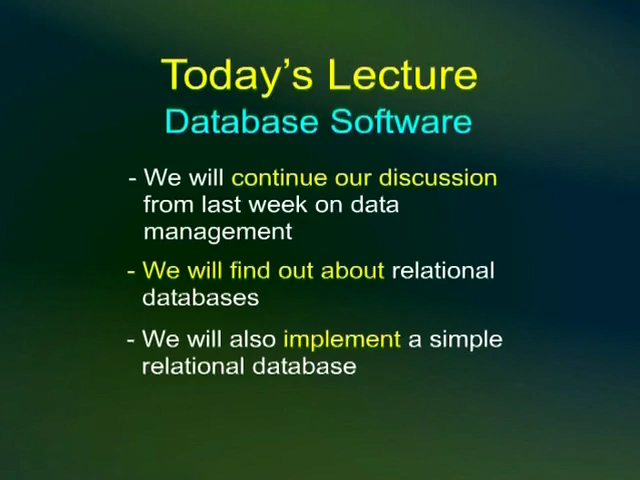 Today’s Lecture
Database Software
- We will continue our discussion
from last week on data
management
- We will find out about relational
databases
- We will also implement a simple
relational database